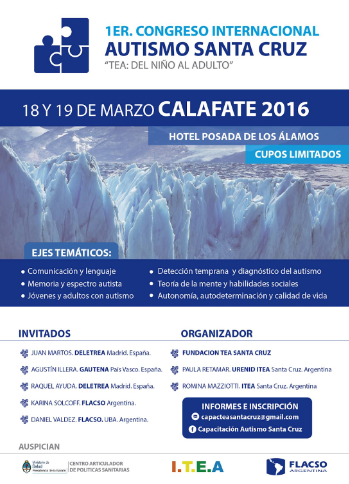 1ER. CONGRESO INTERNACIONAL
AUTISMO SANTA CRUZ
"TEA: DEL NIÑO AL ADULTO"
18 Y 19 DE MARZO CALAFATE 2016
HOTEL POSADA DE LOS ÁLAMOS
CUPOS LIMITADOS
EJES TEMÁTICOS:
• Comunicación y lenguaje
• Memoria y espectro autista
• Jóvenes y adultos con autismo
• Detección temprana y diagnóstico del autismo
• Teoría de la mente y habilidades sociales
• Autonomía, autodeterminación y calidad de vida
INVITADOS
JUAN MARTOS. DELETREA Madrid. España.
AGUSTÍN ILLERA. GAUTENA País Vasco. España.
RAQUEL AYUDA. DELETREA Madrid. España.
KARINA SOLCOFF. FLACSO Argentina.
DANIEL VALDEZ. FLACSO. UBA. Argentina.
ORGANIZADOR
FUNDACION TEA SANTA CRUZ
PAULA RETAMAR. URENID ITEA Santa Cruz. Argentina
ROMINA MAZZIOTTI. ITEA Santa Cruz. Argentina
INFORMES E INSCRIPCIÓN
capacteasantacruz@gmail.com
Capacitación Autismo Santa Cruz
AUSPICIAN
Ministerio de
Salud
CENTRO ARTICULADOR
DE POLITICAS SANITARIAS
I.T.E.A
FLACSO
ARGENTINA